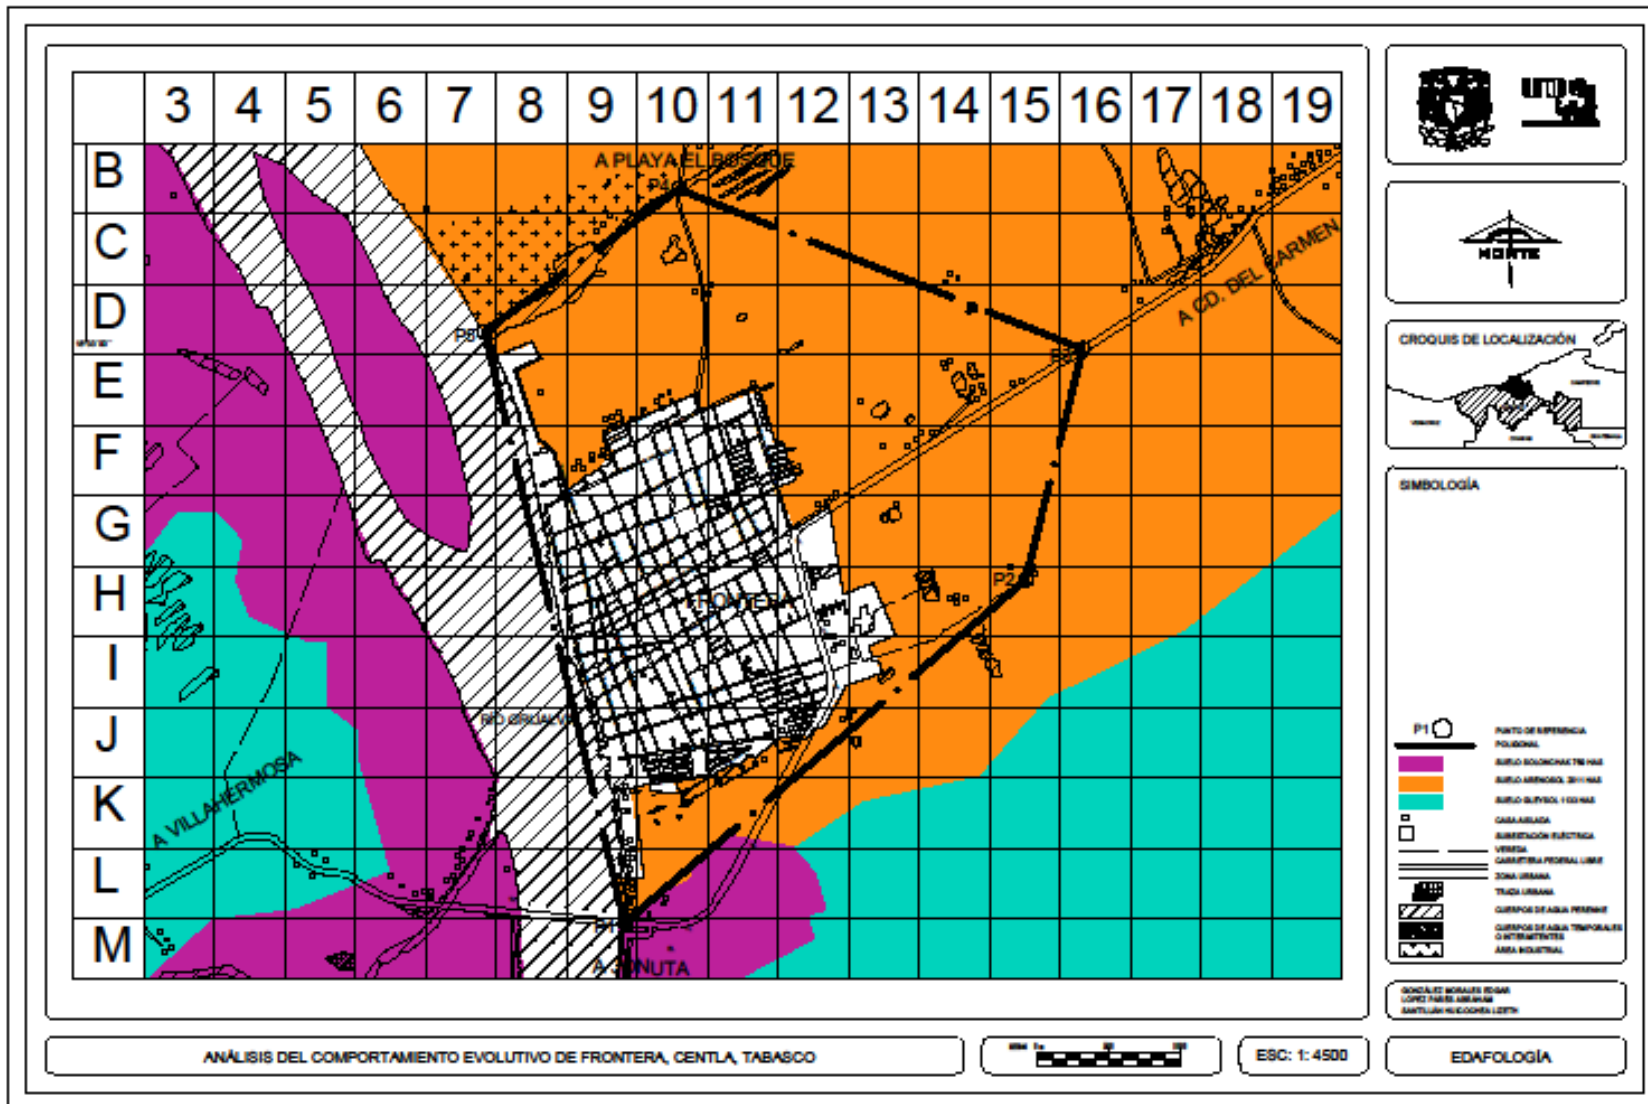 3 4 5 6 7 8 9 10 11 12 13 14 15 16 17 18 19
B
C
D
E
F
G
H
I
J
K
L
M
A PLAYA EL BOSQUE
P4
A CD. DEL CARMEN
P5
P2
FRONTERA
RÍO GRIJALV
A VILLAHERMOSA
P1
A JONUTA
NORTE
CROQUIS DE LOCALIZACIÓN
SIMBOLOGÍA
P1
PUNTO DE REFERENCIA
POLIGONAL
SUELO SOLONCHAK
SUELO ARENOSOL
SUELO GLEYSOL
CASA AISLADA
SUBESTACIÓN ELÉCTRICA
VEREDA
CARRETERA FEDERAL LIBRE
ZONA URBANA
TRAZA URBANA
CUERPOS DE AGUA PERENNE
CUERPOS DE AGUA TEMPORALES
O INTERMITENTES
ÁREA INDUSTRIAL
GONZÁLEZ MORALES EDGAR
ANÁLISIS DEL COMPORTAMIENTO EVOLUTIVO DE FRONTERA, CENTLA, TABASCO
ESC: 1: 4500
EDAFOLOGÍA